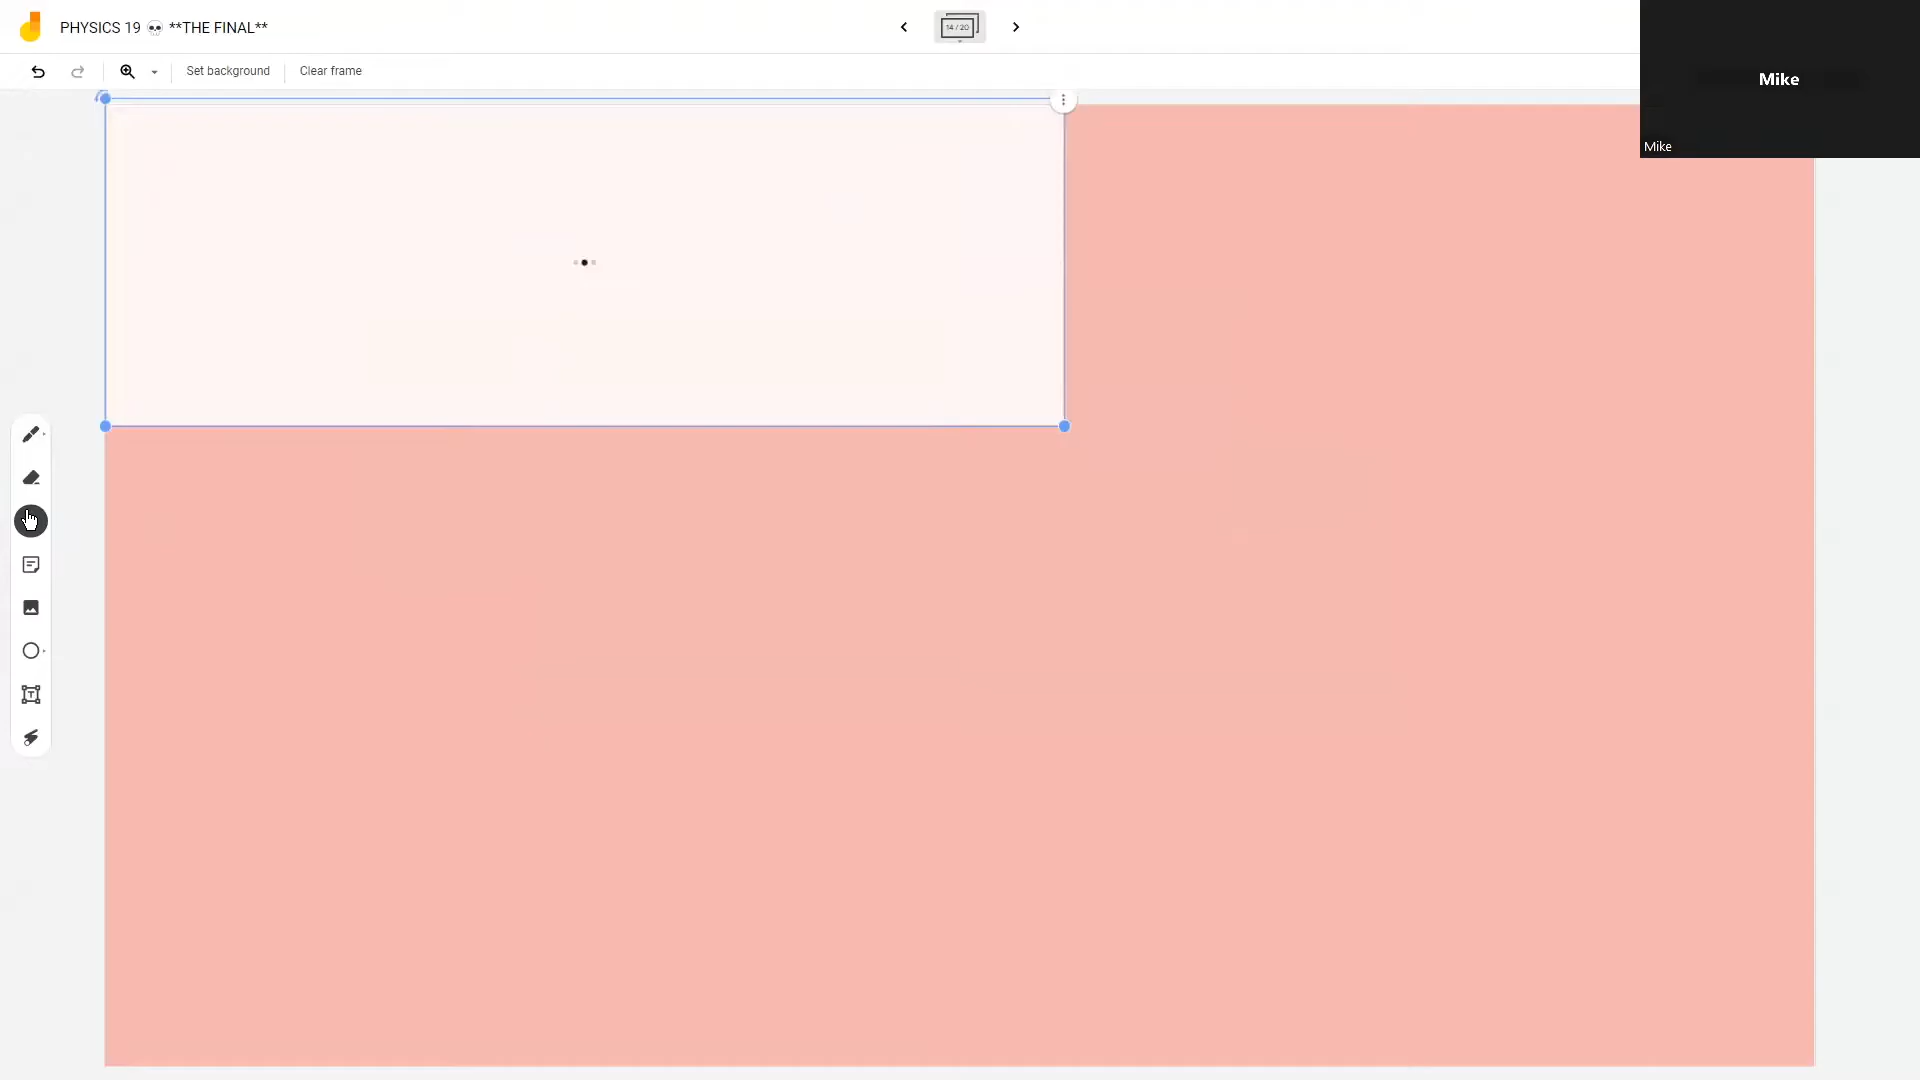 PHYSICS 19 💀 **THE FINAL**
14 / 20
Set background
Clear frame
Mike
Mike